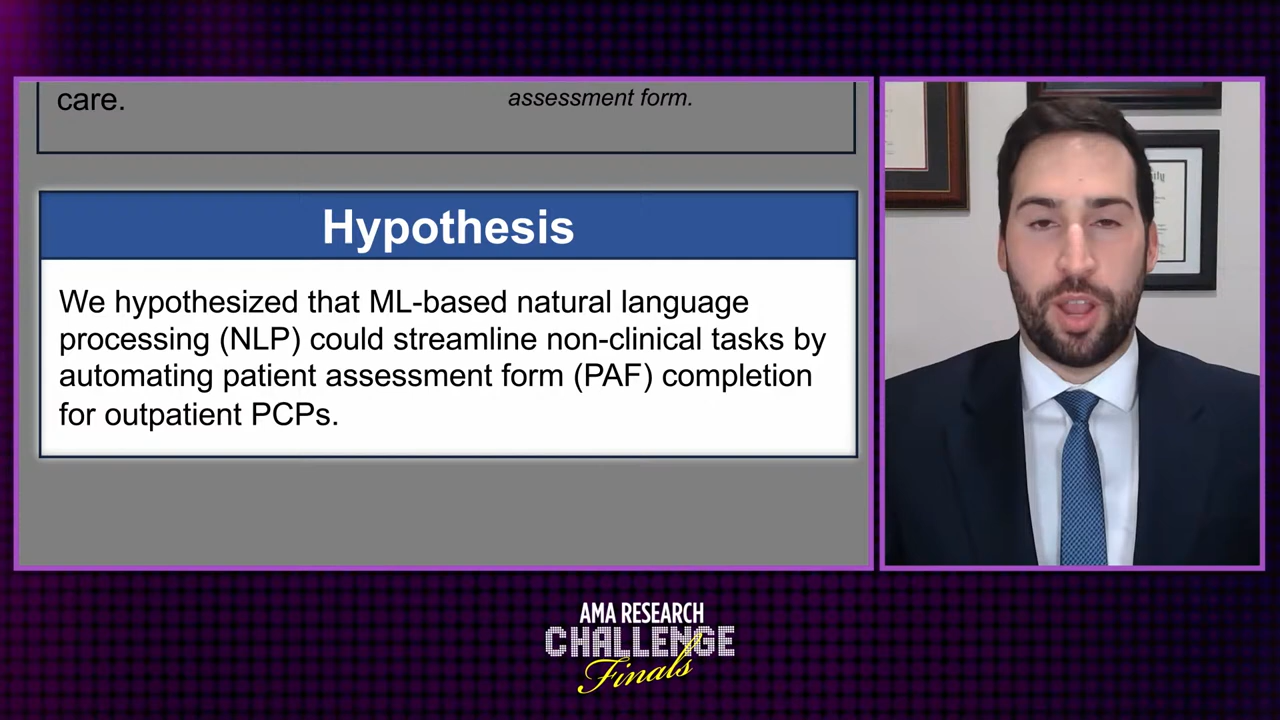 care.
assessment form.
Hypothesis
We hypothesized that ML-based natural language
processing (NLP) could streamline non-clinical tasks by
automating patient assessment form (PAF) completion
for outpatient PCPs.
AMA RESEARCH
CHALLENGE
Finals